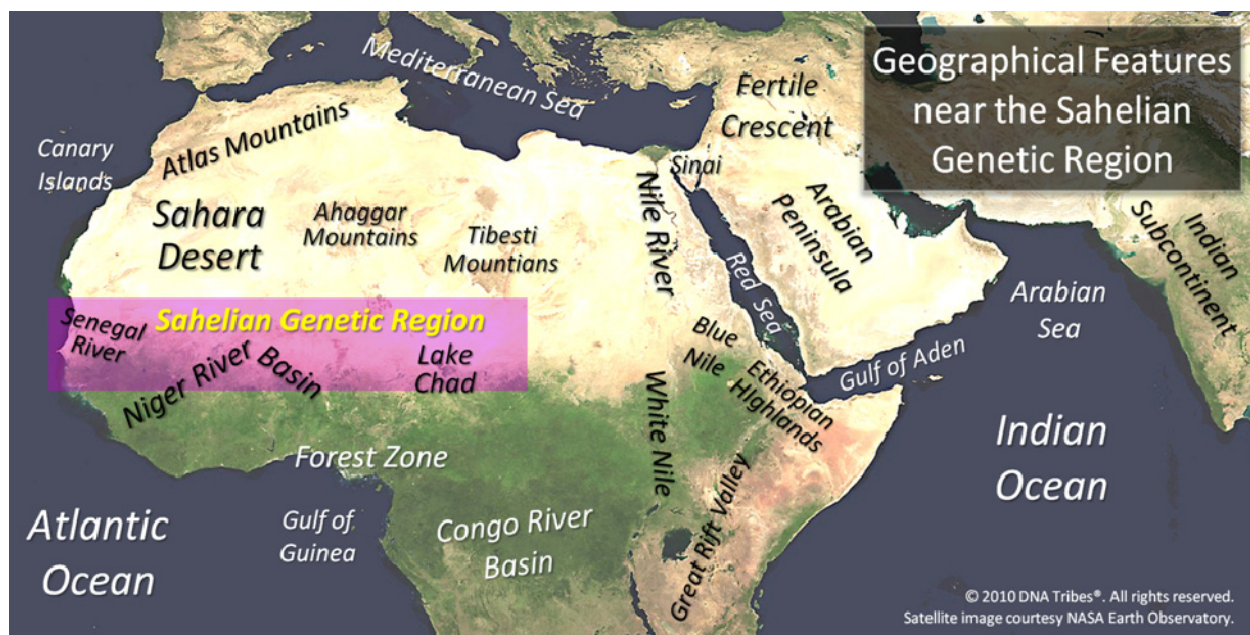 Geographical Features
near the Sahelian
Genetic Region
Mediterranean Sea
Fertile
Crescent
Canary
Islands
Atlas Mountains
Sinai
Sahara
Desert
Ahaggar
Mountains
Tibesti
Mountians
Nile River
Arabian
Peninsula
Red Sea
Indian
Subcontinent
Arabian
Sea
Sahelian Genetic Region
Senegal
River
Niger River Basin
Lake
Chad
Blue
Nile
Ethiopian
HIghlands
Gulf of Aden
White Nile
Forest Zone
Great Rift Valley
Indian
Ocean
Atlantic
Ocean
Gulf of
Guinea
Congo River
Basin
© 2010 DNA Tribes®. All rights reserved.
Satellite image courtesy NASA Earth Observatory.